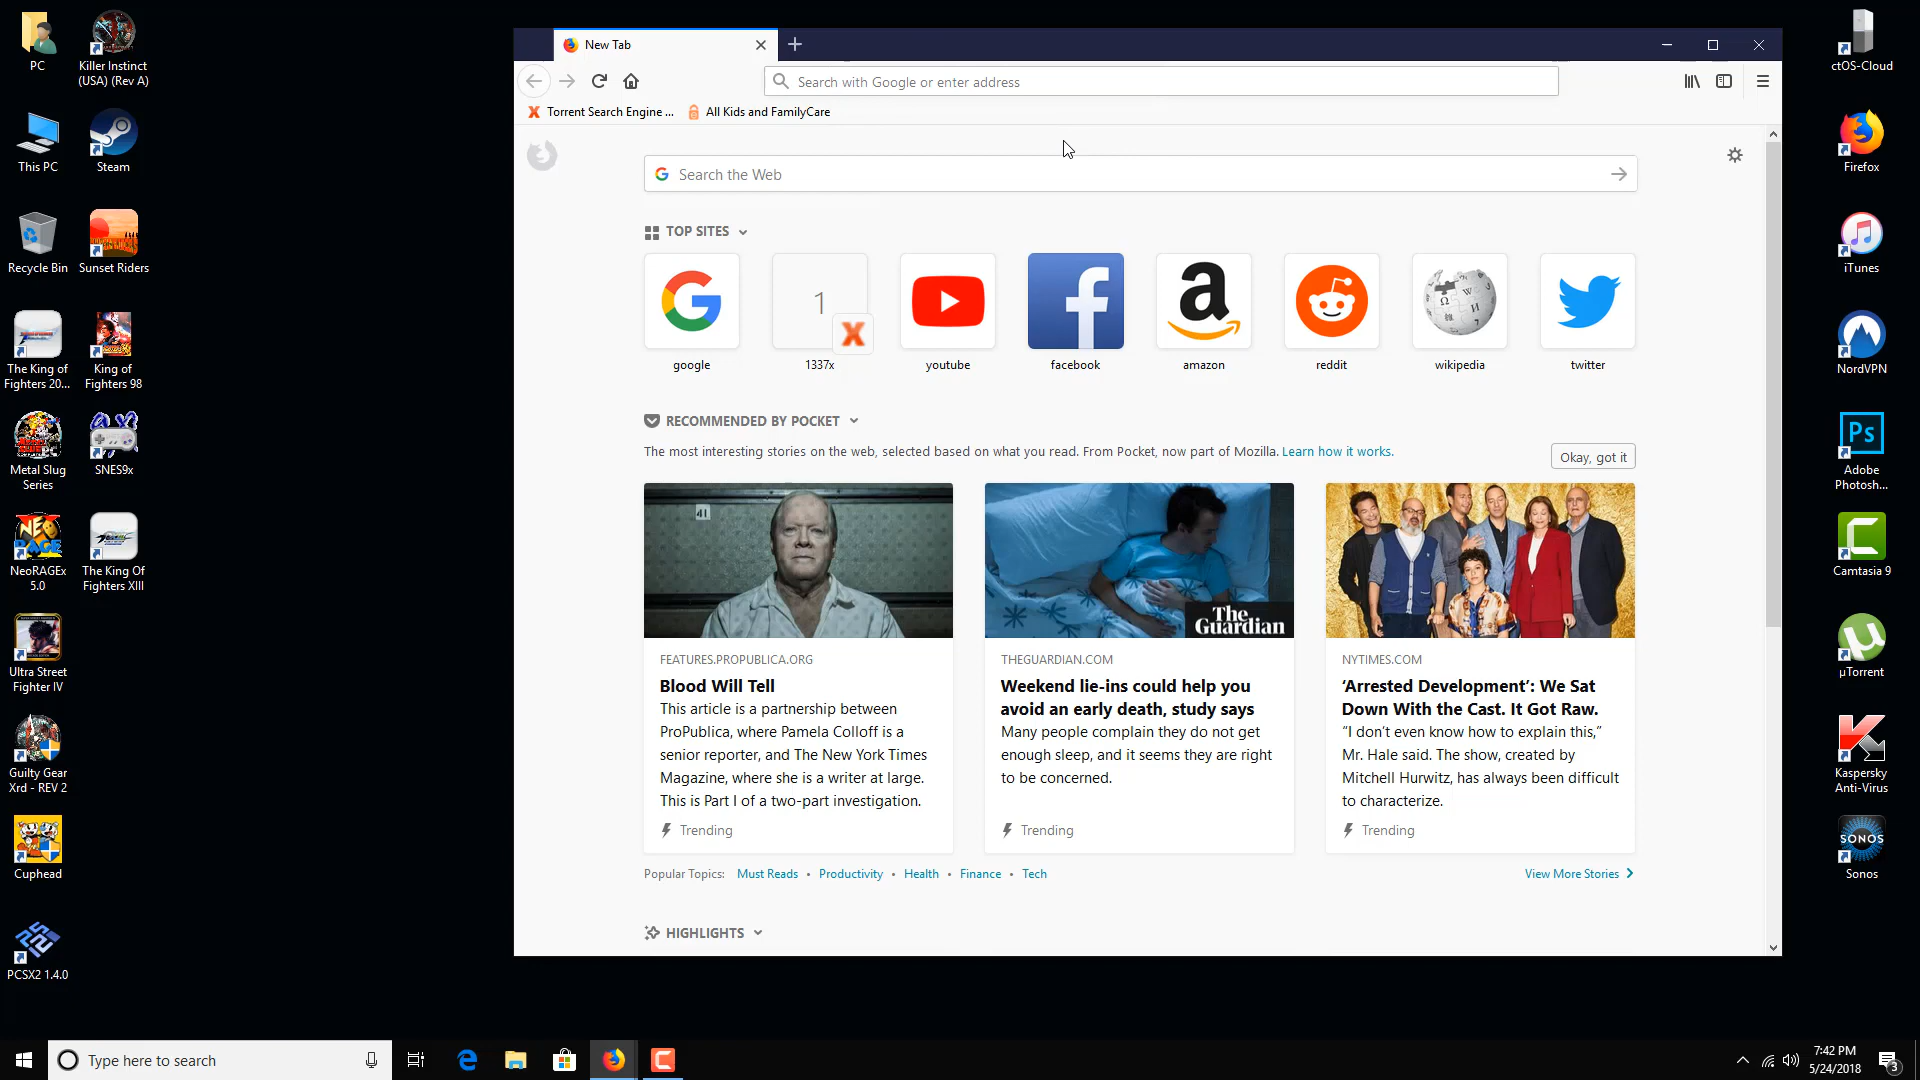 PC
Killer Instinct
(USA) (Rev A)
This PC
Steam
Recycle Bin
Sunset Riders
The King of
Fighters 20...
King of
Fighters 98
Metal Slug
Series
SNES9x
NeoRAGEx
5.0
The King Of
Fighters XIII
Ultra Street
Fighter IV
Guilty Gear
Xrd - REV 2
Cuphead
PCSX2 1.4.0
New Tab
Search with Google or enter address
Torrent Search Engine ...
All Kids and FamilyCare
Search the Web
TOP SITES
1
google
1337x
youtube
facebook
amazon
reddit
wikipedia
twitter
RECOMMENDED BY POCKET
The most interesting stories on the web, selected based on what you read. From Pocket, now part of Mozilla. Learn how it works.
Okay, got it
41
The
Guardian
FEATURES.PROPUBLICA.ORG
Blood Will Tell
This article is a partnership between
ProPublica, where Pamela Colloff is a
senior reporter, and The New York Times
Magazine, where she is a writer at large.
This is Part I of a two-part investigation.
Trending
THEGUARDIAN.COM
Weekend lie-ins could help you
avoid an early death, study says
Many people complain they do not get
enough sleep, and it seems they are right
to be concerned.
Trending
NYTIMES.COM
‘Arrested Development’: We Sat
Down With the Cast. It Got Raw.
“I don’t even know how to explain this,”
Mr. Hale said. The show, created by
Mitchell Hurwitz, has always been difficult
to characterize.
Trending
Popular Topics: Must Reads • Productivity • Health • Finance • Tech
View More Stories
HIGHLIGHTS
ctOS-Cloud
Firefox
iTunes
NordVPN
Ps
Adobe
Photosh...
Camtasia 9
µTorrent
Kaspersky
Anti-Virus
SONOS
Sonos
Type here to search
7:42 PM
5/24/2018
3